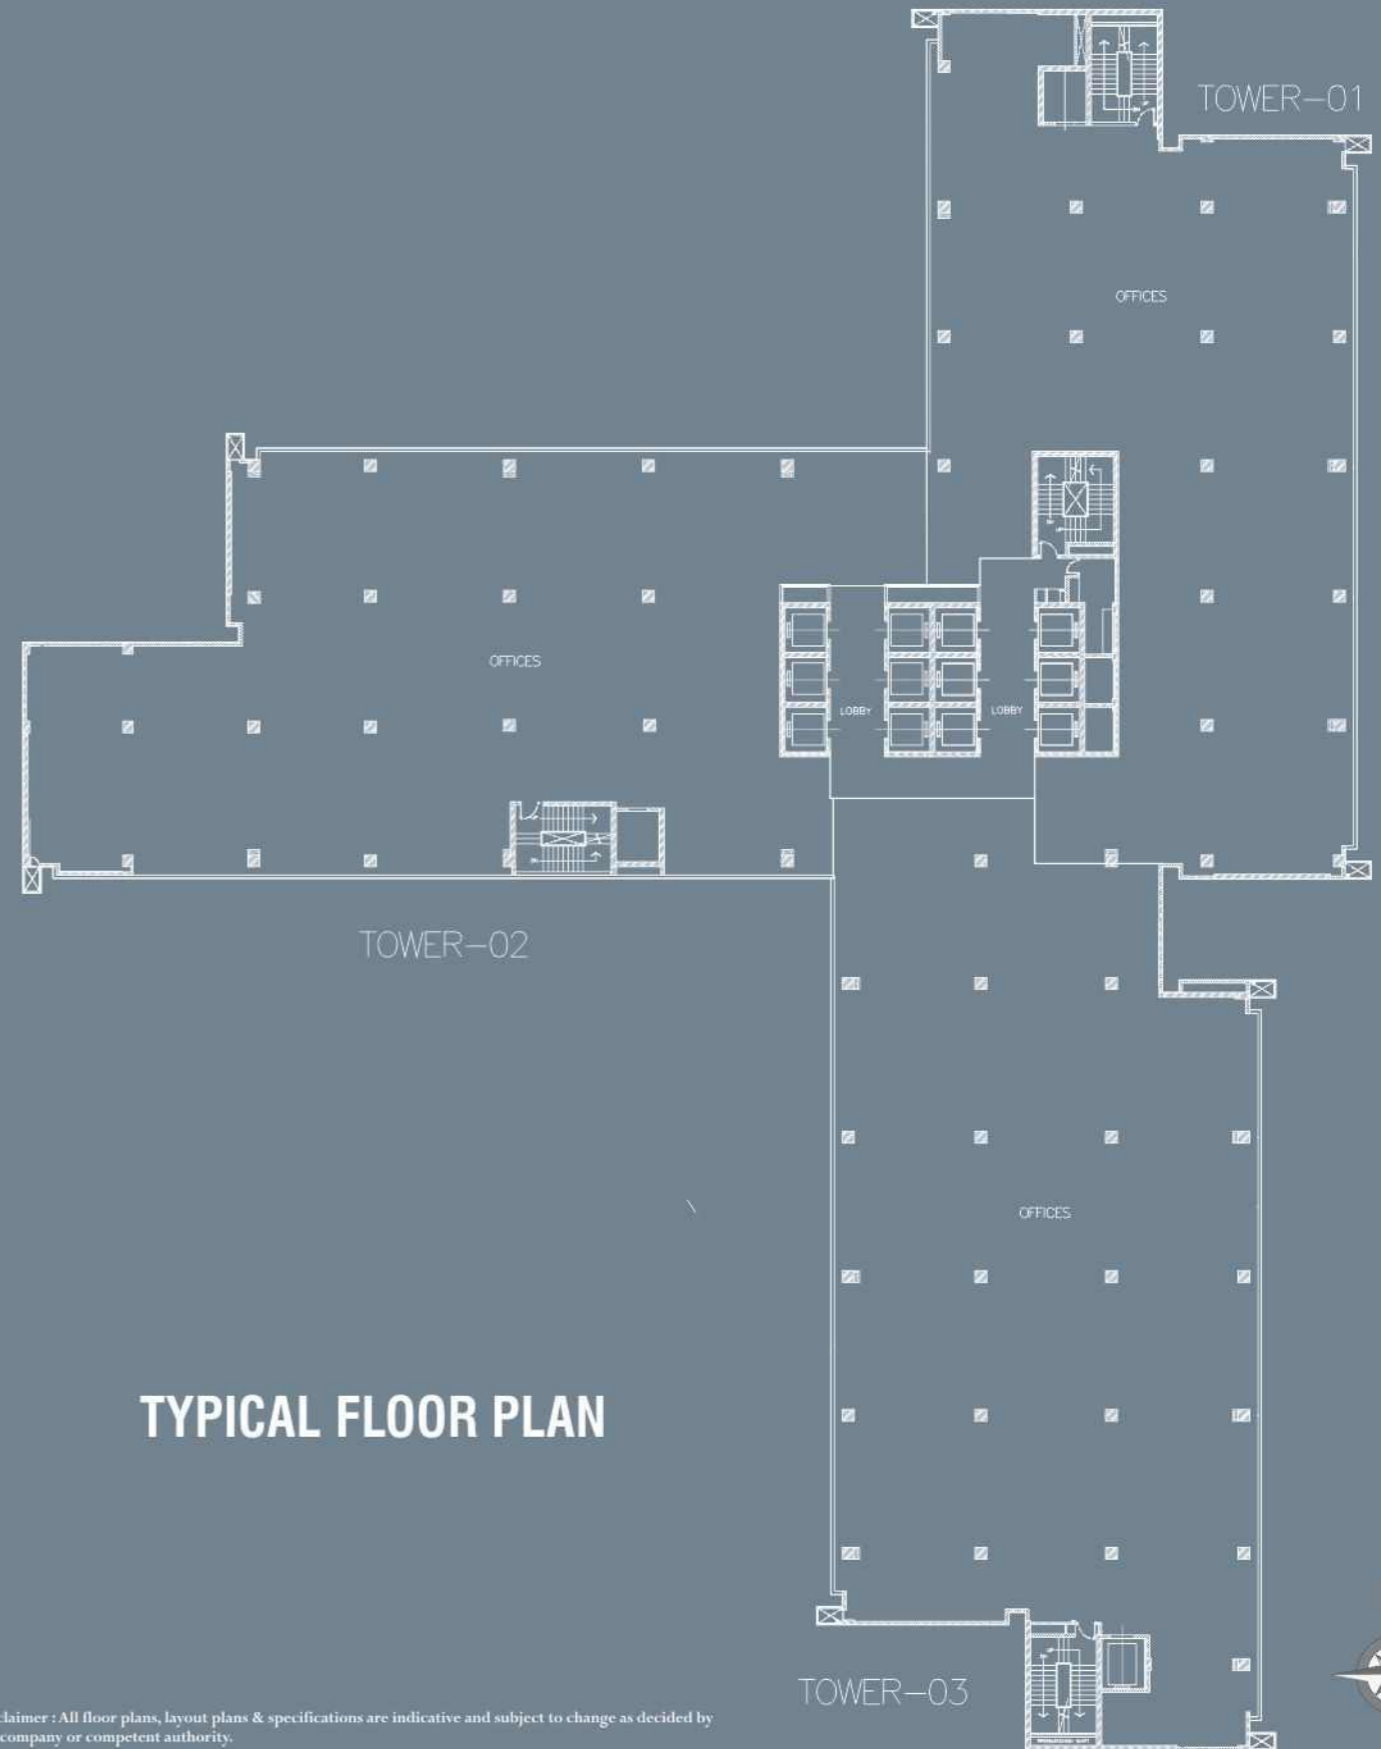 TOWER-01
OFFICES
OFFICES
LOBBY
LOBBY
TOWER-02
OFFICES
TYPICAL FLOOR PLAN
TOWER-03
claimer : All floor plans, layout plans & specifications are indicative and subject to change as decided by
company or competent authority.